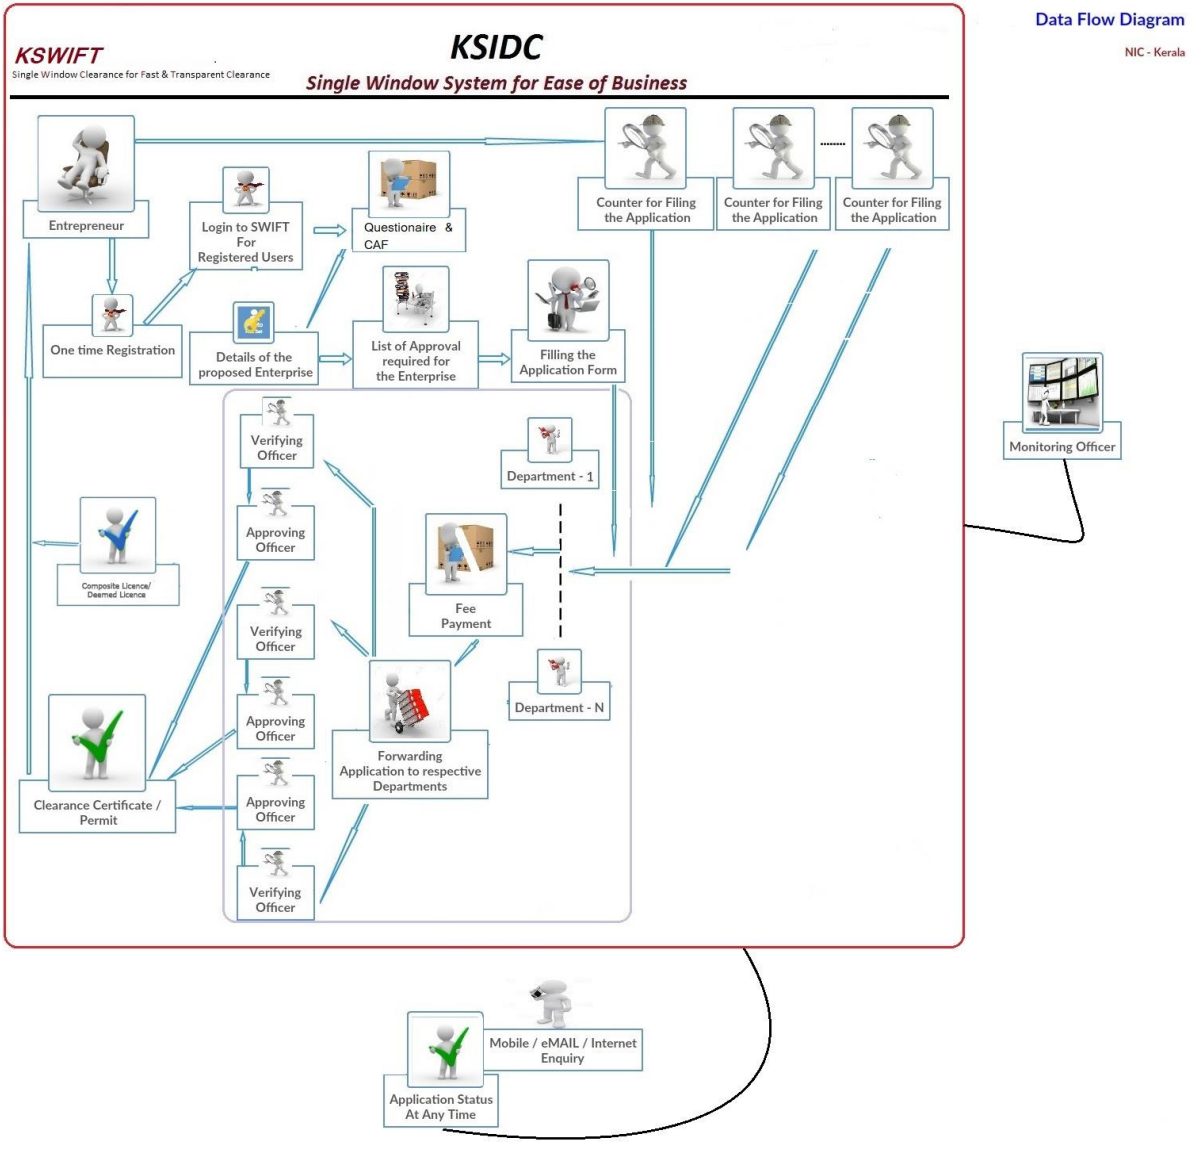 Data Flow Diagram
NIC - Kerala
KSWIFT
Single Window Clearance for Fast & Transparent Clearance
KSIDC
Single Window System for Ease of Business
Entrepreneur
Login to SWIFT
For
Registered Users
Questionaire &
CAF
Counter for Filing
the Application
Counter for Filing
the Application
........
Counter for Filing
the Application
One time Registration
Details of the
proposed Enterprise
List of Approval
required for
the Enterprise
Filling the
Application Form
Monitoring Officer
Verifying
Officer
Department - 1
Approving
Officer
Composite Licence/
Deemed Licence
Fee
Payment
Verifying
Officer
Department - N
Approving
Officer
Forwarding
Application to respective
Departments
Clearance Certificate /
Permit
Approving
Officer
Verifying
Officer
Mobile / eMAIL / Internet
Enquiry
Application Status
At Any Time